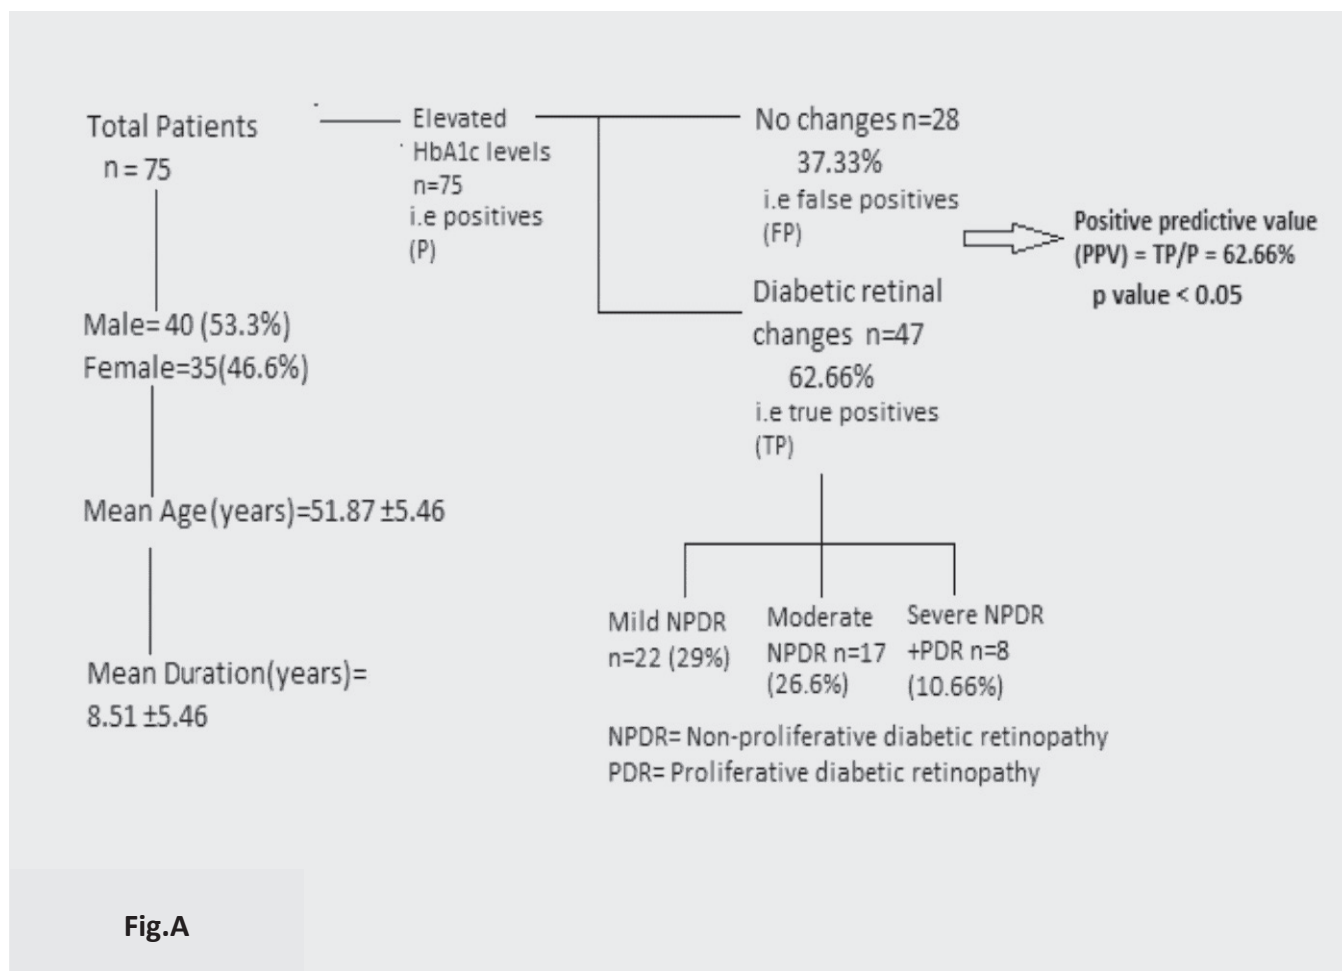 Total Patients
n = 75
Male= 40 (53.3%)
Female=35(46.6%)
Mean Age(years)=51.87 ±5.46
Mean Duration(years)=
8.51 ±5.46
Elevated
HbA1c levels
n=75
i.e positives
(P)
No changes n=28
37.33%
i.e false positives
(FP)
Diabetic retinal
changes n=47
62.66%
i.e true positives
(TP)
Positive predictive value
(PPV) = TP/P = 62.66%
p value < 0.05
Mild NPDR
n=22 (29%)
Moderate
NPDR n=17
(26.6%)
Severe NPDR
+PDR n=8
(10.66%)
NPDR= Non-proliferative diabetic retinopathy
PDR= Proliferative diabetic retinopathy
Fig.A